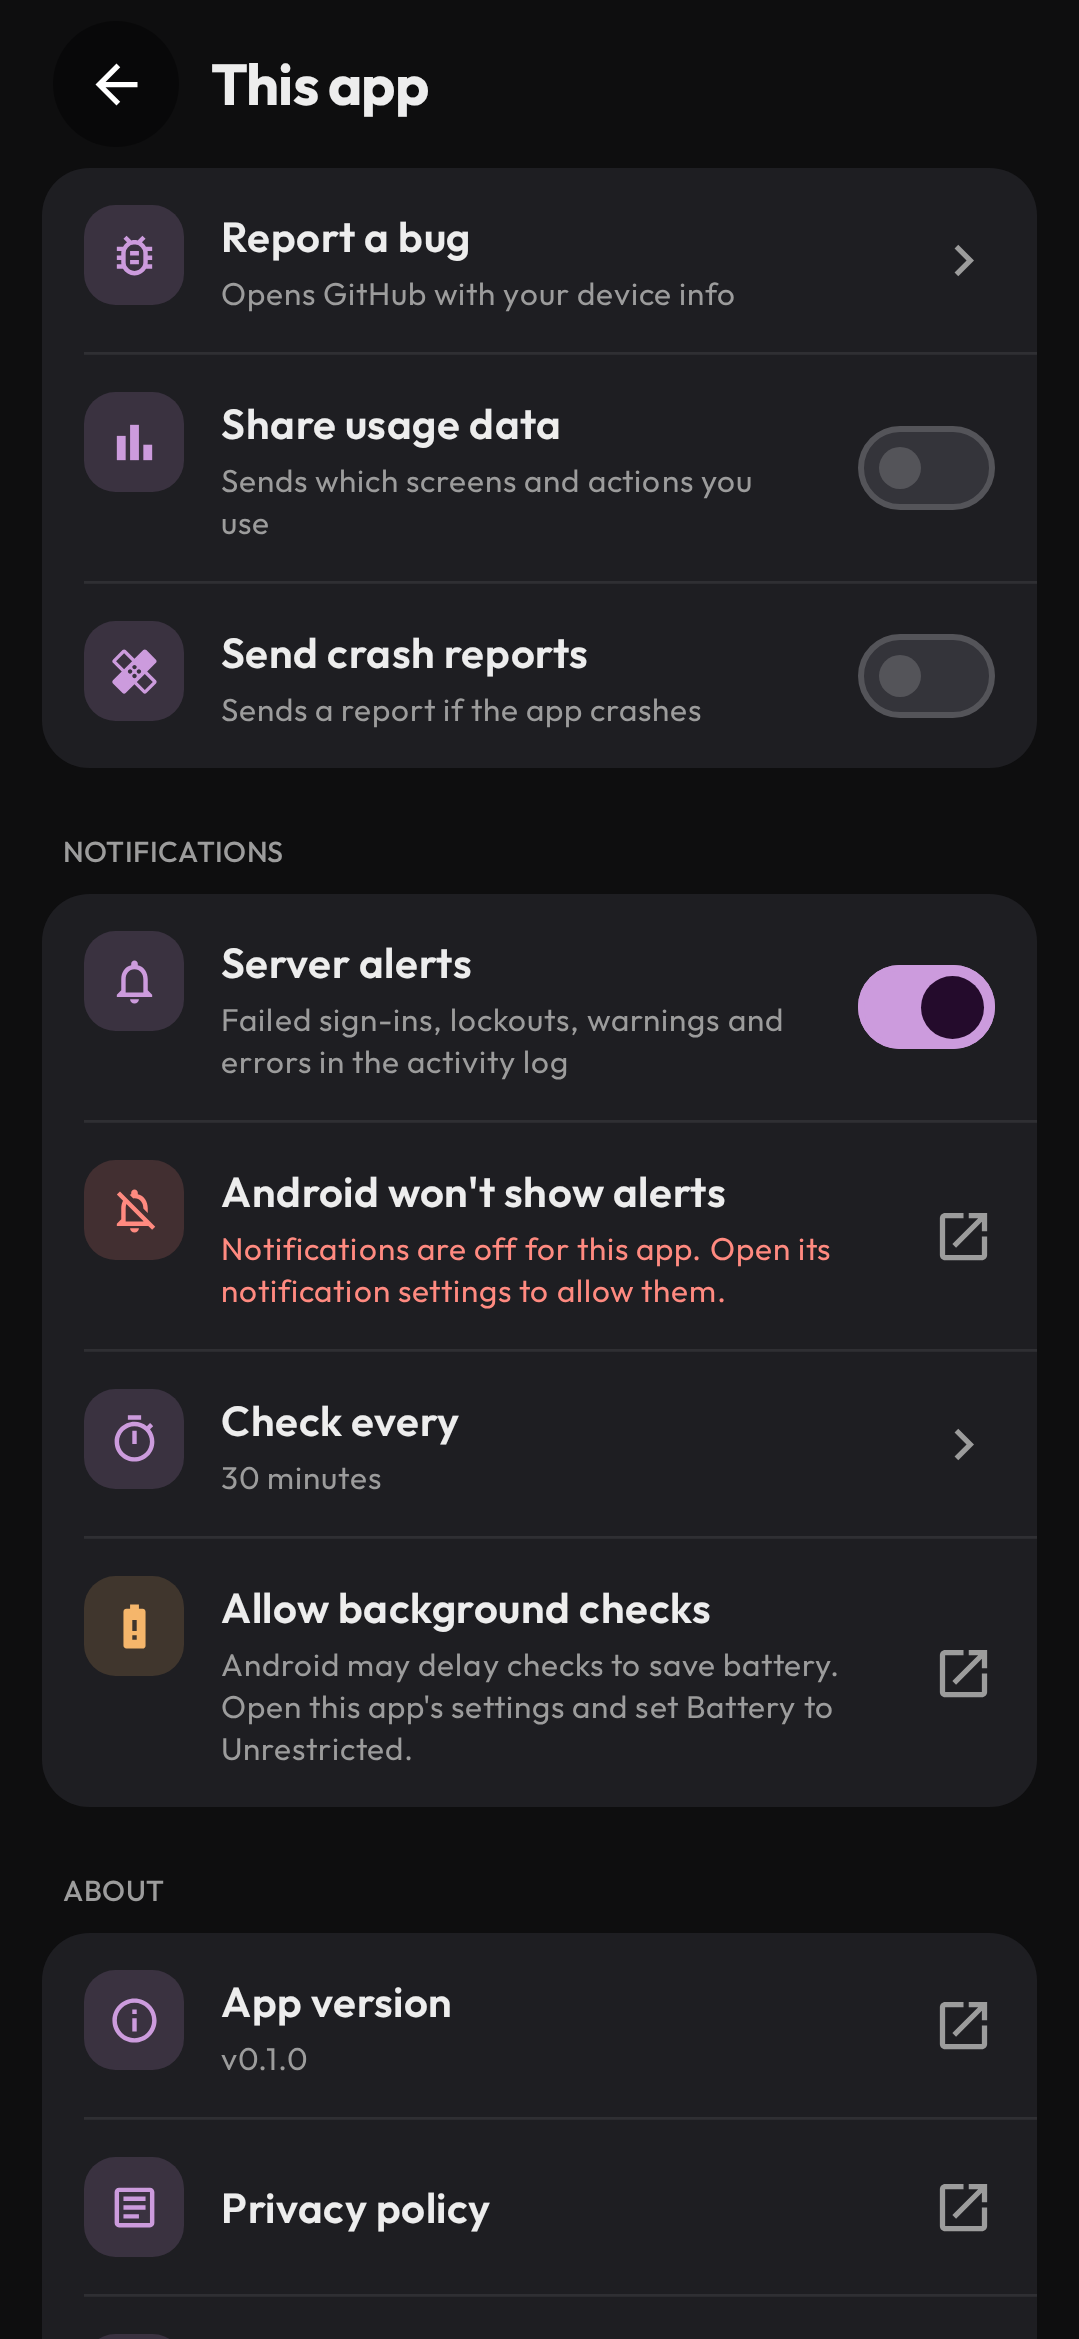 This app
Report a bug
Opens GitHub with your device info
Share usage data
Sends which screens and actions you
use
Send crash reports
Sends a report if the app crashes
NOTIFICATIONS
Server alerts
Failed sign-ins, lockouts, warnings and
errors in the activity log
Android won't show alerts
Notifications are off for this app. Open its
notification settings to allow them.
Check every
30 minutes
Allow background checks
Android may delay checks to save battery.
Open this app's settings and set Battery to
Unrestricted.
ABOUT
App version
v0.1.0
Privacy policy